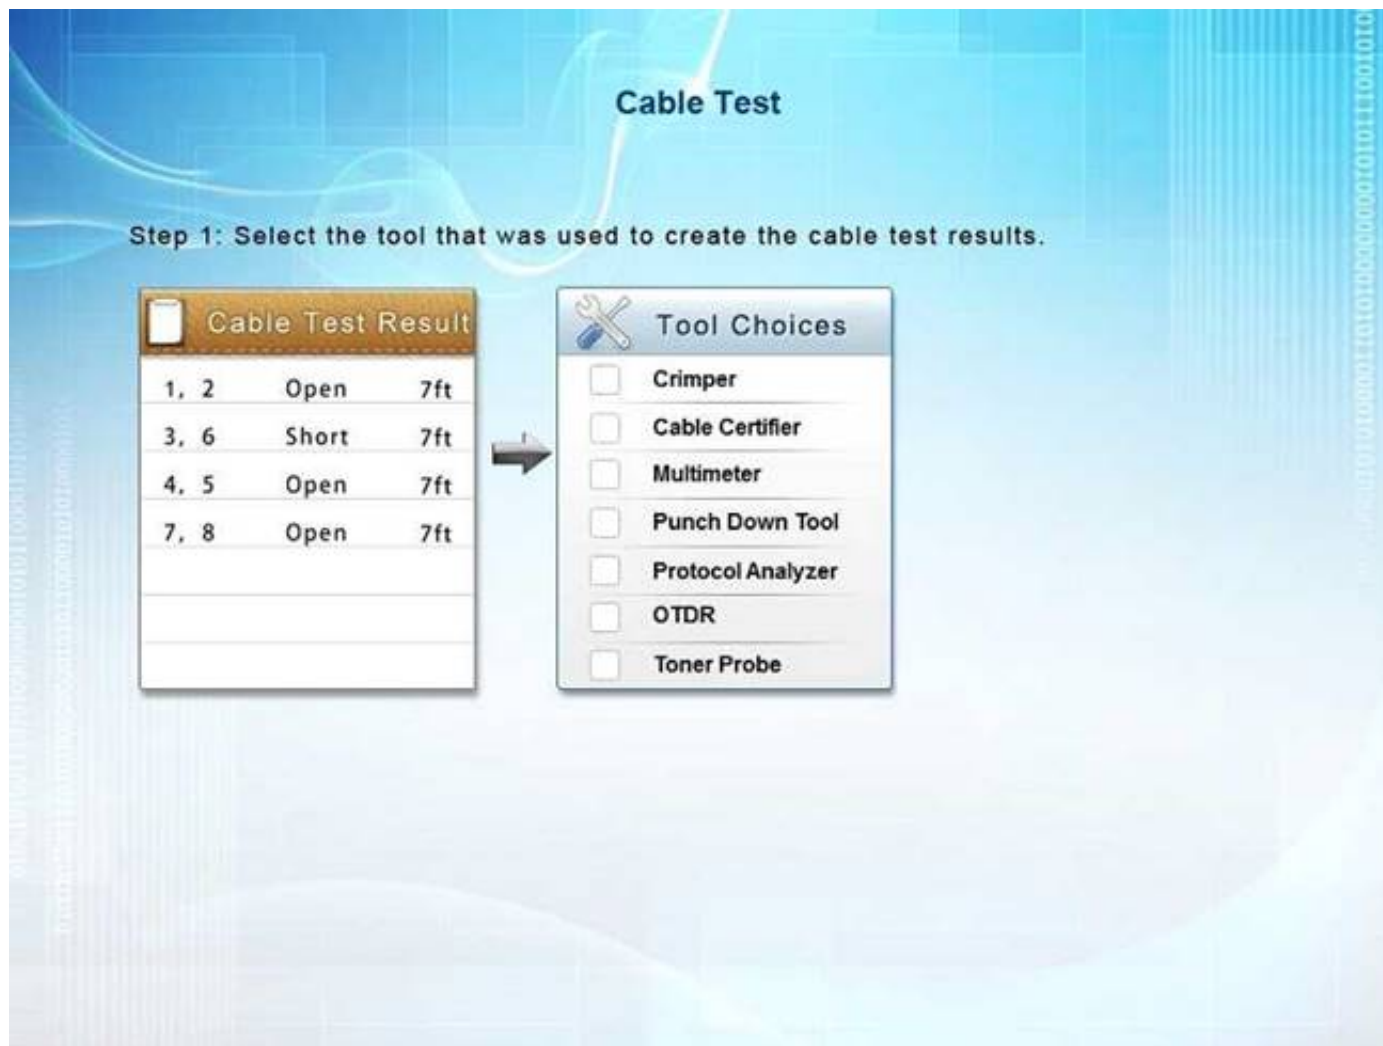 Cable Test
Step 1: Select the tool that was used to create the cable test results.
Cable Test Result
1, 2 Open 7ft
3, 6 Short 7ft
4, 5 Open 7ft
7, 8 Open 7ft
Tool Choices
Crimper
Cable Certifier
Multimeter
Punch Down Tool
Protocol Analyzer
OTDR
Toner Probe